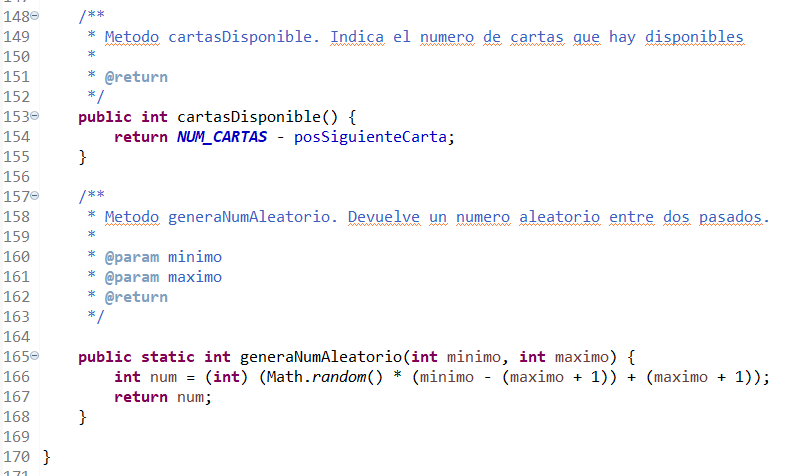 148 /**
149 * Metodo cartasDisponible. Indica el numero de cartas que hay disponibles
150 *
151 * @return
152 */
153 public int cartasDisponible() {
154 return NUM_CARTAS - posSiguienteCarta;
155 }
156
157 /**
158 * Metodo generaNumAleatorio. Devuelve un numero aleatorio entre dos pasados.
159 *
160 * @param minimo
161 * @param maximo
162 * @return
163 */
164
165 public static int generaNumAleatorio(int minimo, int maximo) {
166 int num = (int) (Math.random() * (minimo - (maximo + 1)) + (maximo + 1));
167 return num;
168 }
169
170 }